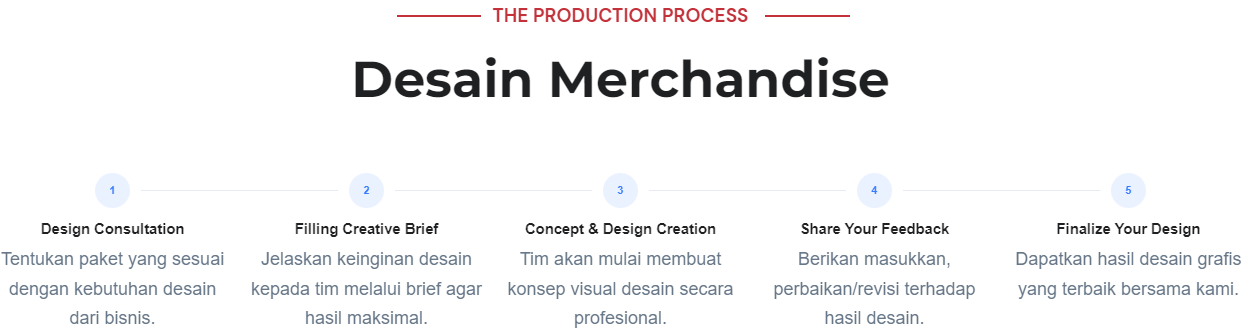 THE PRODUCTION PROCESS
Desain Merchandise
1
Design Consultation
Tentukan paket yang sesuai
dengan kebutuhan desain
dari bisnis.
2
Filling Creative Brief
Jelaskan keinginan desain
kepada tim melalui brief agar
hasil maksimal.
3
Concept & Design Creation
Tim akan mulai membuat
konsep visual desain secara
profesional.
4
Share Your Feedback
Berikan masukkan,
perbaikan/revisi terhadap
hasil desain.
5
Finalize Your Design
Dapatkan hasil desain grafis
yang terbaik bersama kami.